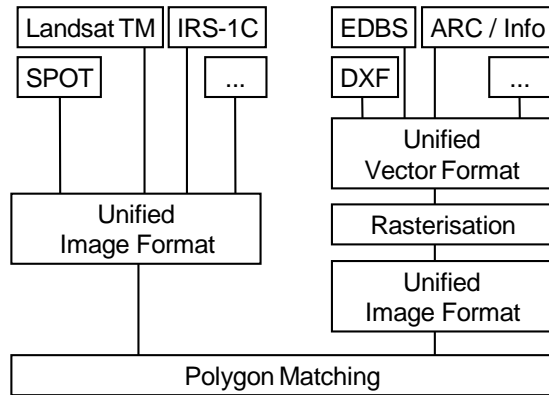 Landsat TM
IRS-1C
EDBS
ARC / Info
SPOT
...
DXF
...
Unified
Vector Format
Unified
Image Format
Rasterisation
Unified
Image Format
Polygon Matching